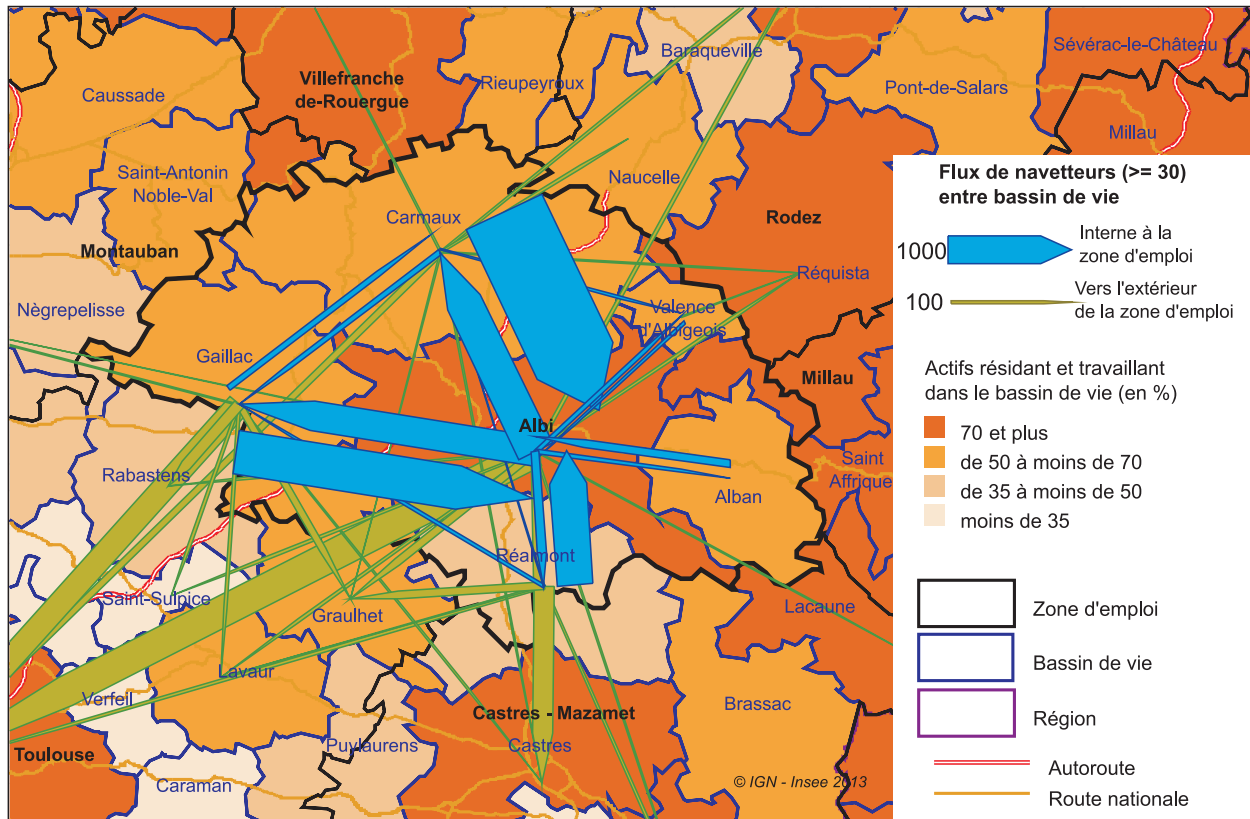 Caussade
Villefranche
de-Rouergue
Rieupeyroux
Baraqueville
Sévérac-le-Château
Pont-de-Salars
Millau
Saint-Antonin
Noble-Val
Naucelle
Carmaux
Rodez
Montauban
Réquista
Nègrepelisse
Valence
d'Albigeois
Gaillac
Millau
Albi
Rabastens
Alban
Saint
Affrique
Réalmont
Saint-Sulpice
Graulhet
Lacaune
Lavaur
Verfeil
Brassac
Castres - Mazamet
Castres
Toulouse
Puylaurens
Caraman
© IGN - Insee 2013
Flux de navetteurs (>= 30)
entre bassin de vie
1000
Interne à la
zone d'emploi
100
Vers l'extérieur
de la zone d'emploi
Actifs résidant et travaillant
dans le bassin de vie (en %)
70 et plus
de 50 à moins de 70
de 35 à moins de 50
moins de 35
Zone d'emploi
Bassin de vie
Région
Autoroute
Route nationale